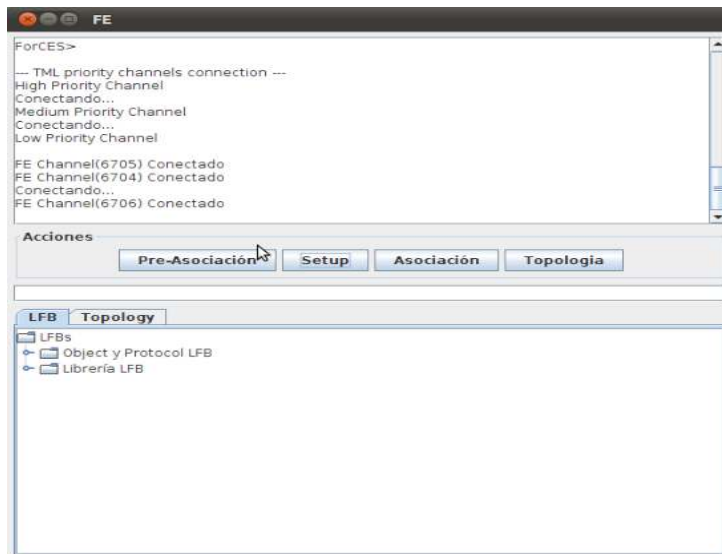 FE
ForCES>
--- TML priority channels connection ---
High Priority Channel
Conectando...
Medium Priority Channel
Conectando...
Low Priority Channel
FE Channel(6705) Conectado
FE Channel(6704) Conectado
Conectando...
FE Channel(6706) Conectado
Acciones
Pre-Asociación Setup Asociación Topologia
LFB Topology
LFBs
Object y Protocol LFB
Librería LFB